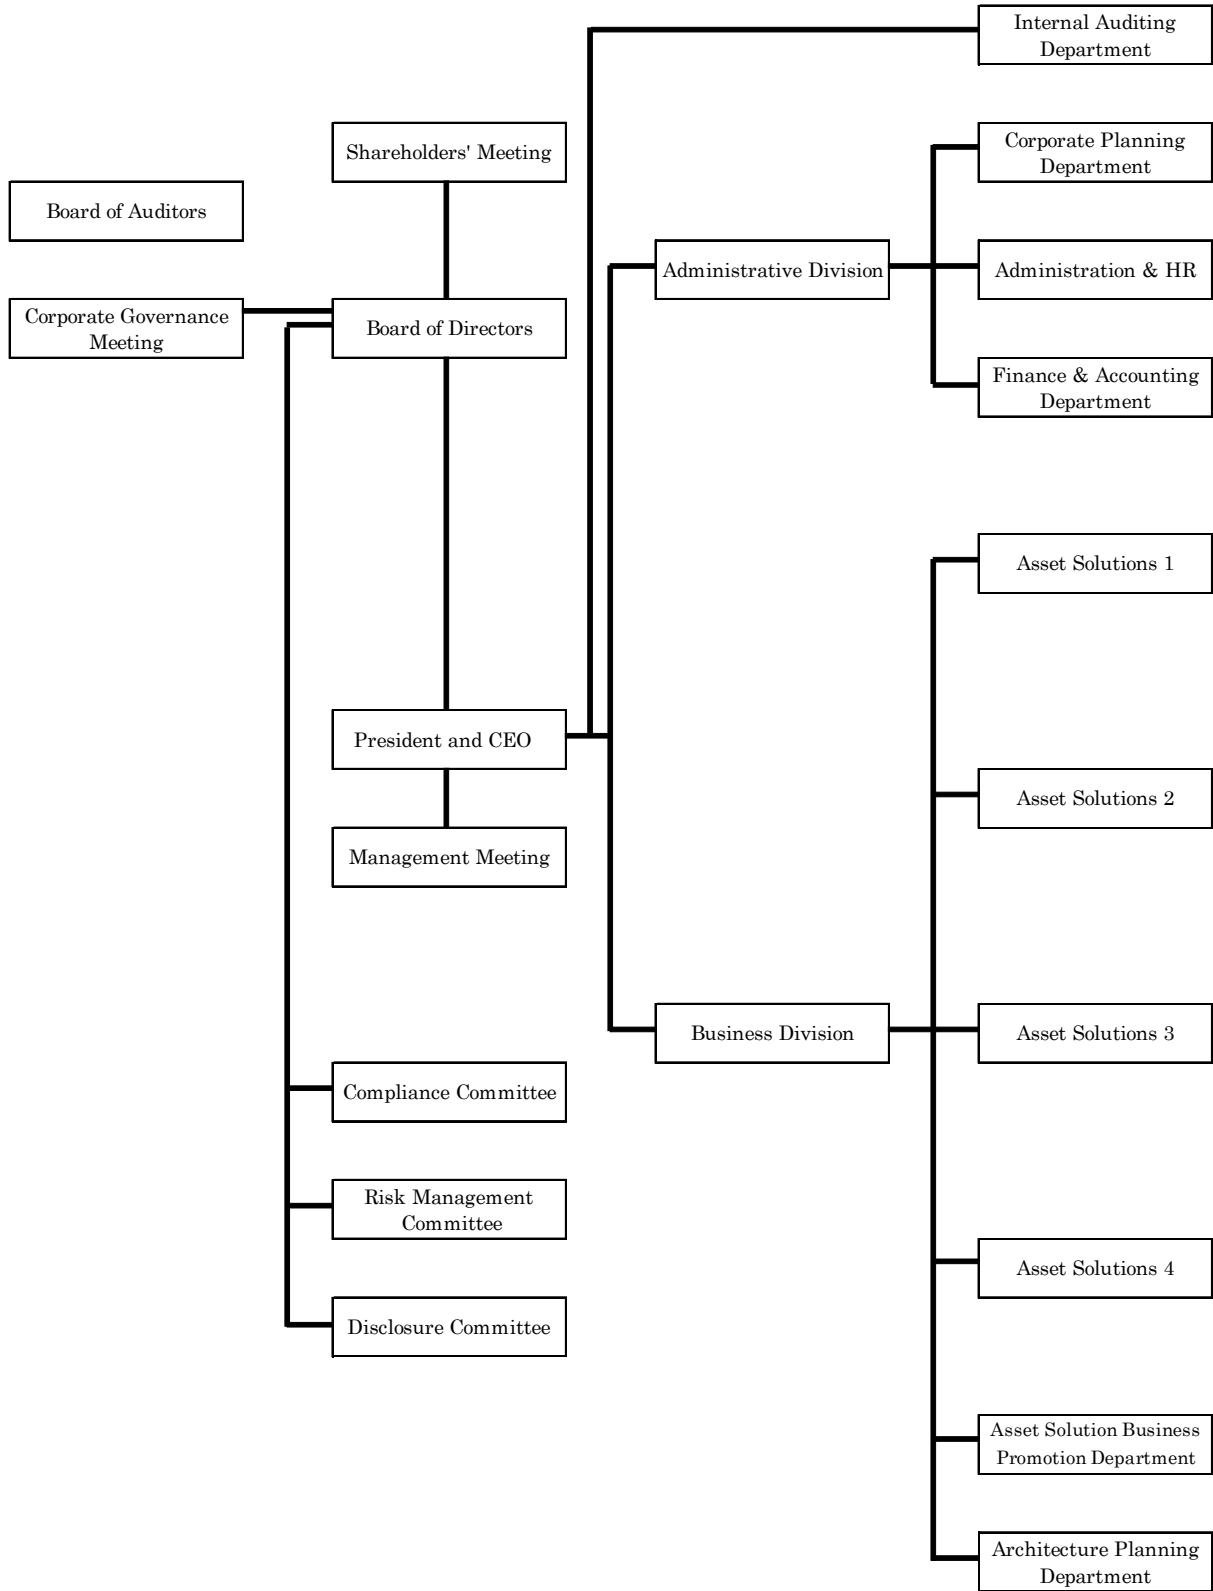 Internal Auditing
Department
Shareholders' Meeting
Corporate Planning
Department
Board of Auditors
Administrative Division
Administration & HR
Corporate Governance
Meeting
Board of Directors
Finance & Accounting
Department
Asset Solutions 1
President and CEO
Asset Solutions 2
Management Meeting
Business Division
Asset Solutions 3
Compliance Committee
Risk Management
Committee
Asset Solutions 4
Disclosure Committee
Asset Solution Business
Promotion Department
Architecture Planning
Department